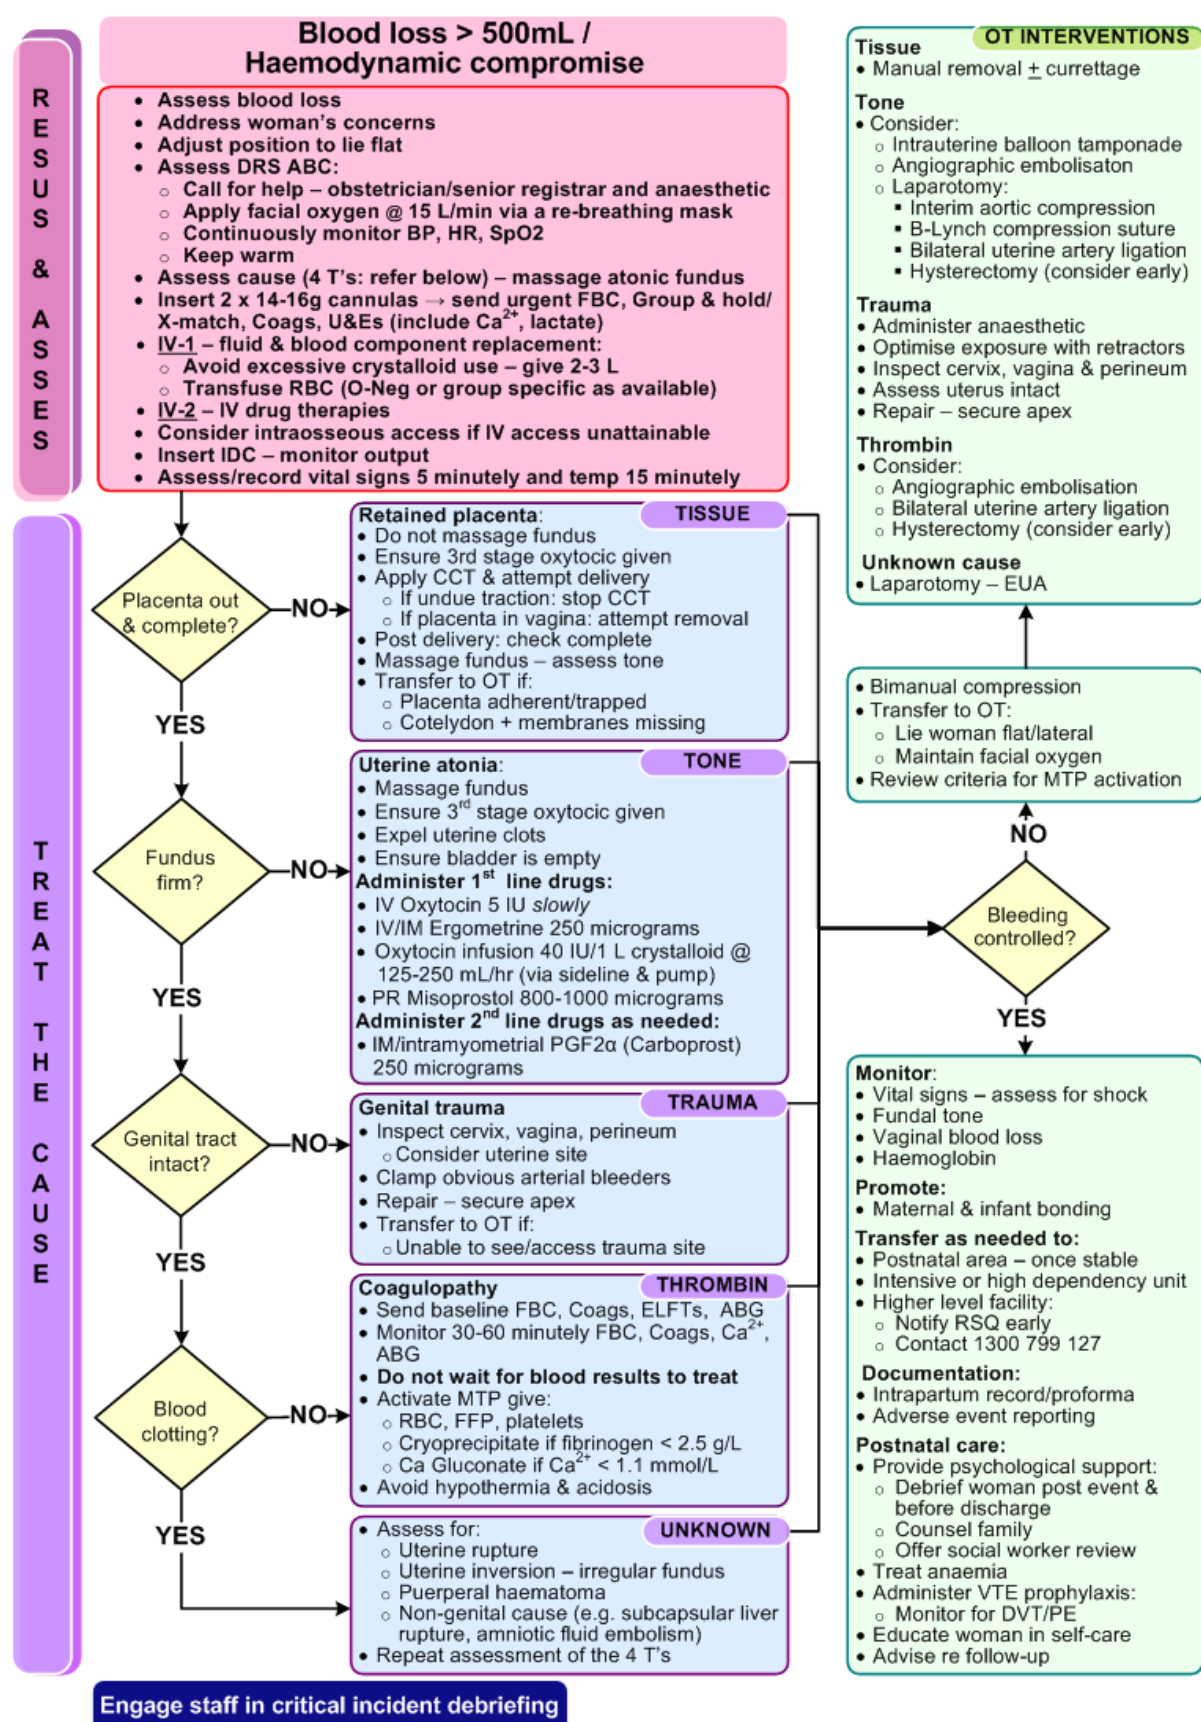 RESUS & ASSESS
Blood loss > 500mL /
Haemodynamic compromise
• Assess blood loss
• Address woman's concerns
• Adjust position to lie flat
• Assess DRS ABC:
o Call for help – obstetrician/senior registrar and anaesthetic
o Apply facial oxygen @ 15 L/min via a re-breathing mask
o Continuously monitor BP, HR, SpO2
o Keep warm
• Assess cause (4 T's: refer below) – massage atonic fundus
• Insert 2 x 14-16g cannulas → send urgent FBC, Group & hold/
X-match, Coags, U&Es (include Ca2+, lactate)
• IV-1 – fluid & blood component replacement:
o Avoid excessive crystalloid use – give 2-3 L
o Transfuse RBC (O-Neg or group specific as available)
• IV-2 – IV drug therapies
• Consider intraosseous access if IV access unattainable
• Insert IDC – monitor output
• Assess/record vital signs 5 minutely and temp 15 minutely
TREAT THE CAUSE
Placenta out
& complete?
NO
YES
TISSUE
Retained placenta:
• Do not massage fundus
• Ensure 3rd stage oxytocic given
• Apply CCT & attempt delivery
o If undue traction: stop CCT
o If placenta in vagina: attempt removal
• Post delivery: check complete
• Massage fundus – assess tone
• Transfer to OT if:
o Placenta adherent/trapped
o Cotelydon + membranes missing
Fundus
firm?
NO
YES
TONE
Uterine atonia:
• Massage fundus
• Ensure 3rd stage oxytocic given
• Expel uterine clots
• Ensure bladder is empty
Administer 1st line drugs:
• IV Oxytocin 5 IU slowly
• IV/IM Ergometrine 250 micrograms
• Oxytocin infusion 40 IU/1 L crystalloid @
125-250 mL/hr (via sideline & pump)
• PR Misoprostol 800-1000 micrograms
Administer 2nd line drugs as needed:
• IM/intramyometrial PGF2α (Carboprost)
250 micrograms
Genital tract
intact?
NO
YES
TRAUMA
Genital trauma
• Inspect cervix, vagina, perineum
o Consider uterine site
• Clamp obvious arterial bleeders
• Repair – secure apex
• Transfer to OT if:
o Unable to see/access trauma site
Blood
clotting?
NO
YES
THROMBIN
Coagulopathy
• Send baseline FBC, Coags, ELFTs, ABG
• Monitor 30-60 minutely FBC, Coags, Ca2+,
ABG
• Do not wait for blood results to treat
• Activate MTP give:
o RBC, FFP, platelets
o Cryoprecipitate if fibrinogen < 2.5 g/L
o Ca Gluconate if Ca2+ < 1.1 mmol/L
• Avoid hypothermia & acidosis
UNKNOWN
• Assess for:
o Uterine rupture
o Uterine inversion – irregular fundus
o Puerperal haematoma
o Non-genital cause (e.g. subcapsular liver
rupture, amniotic fluid embolism)
• Repeat assessment of the 4 T's
Engage staff in critical incident debriefing
OT INTERVENTIONS
Tissue
• Manual removal ± currettage
Tone
• Consider:
o Intrauterine balloon tamponade
o Angiographic embolisaton
o Laparotomy:
▪ Interim aortic compression
▪ B-Lynch compression suture
▪ Bilateral uterine artery ligation
▪ Hysterectomy (consider early)
Trauma
• Administer anaesthetic
• Optimise exposure with retractors
• Inspect cervix, vagina & perineum
• Assess uterus intact
• Repair – secure apex
Thrombin
• Consider:
o Angiographic embolisation
o Bilateral uterine artery ligation
o Hysterectomy (consider early)
Unknown cause
• Laparotomy – EUA
• Bimanual compression
• Transfer to OT:
o Lie woman flat/lateral
o Maintain facial oxygen
• Review criteria for MTP activation
NO
Bleeding
controlled?
YES
Monitor:
• Vital signs – assess for shock
• Fundal tone
• Vaginal blood loss
• Haemoglobin
Promote:
• Maternal & infant bonding
Transfer as needed to:
• Postnatal area – once stable
• Intensive or high dependency unit
• Higher level facility:
o Notify RSQ early
o Contact 1300 799 127
Documentation:
• Intrapartum record/proforma
• Adverse event reporting
Postnatal care:
• Provide psychological support:
o Debrief woman post event &
before discharge
o Counsel family
o Offer social worker review
• Treat anaemia
• Administer VTE prophylaxis:
o Monitor for DVT/PE
• Educate woman in self-care
• Advise re follow-up